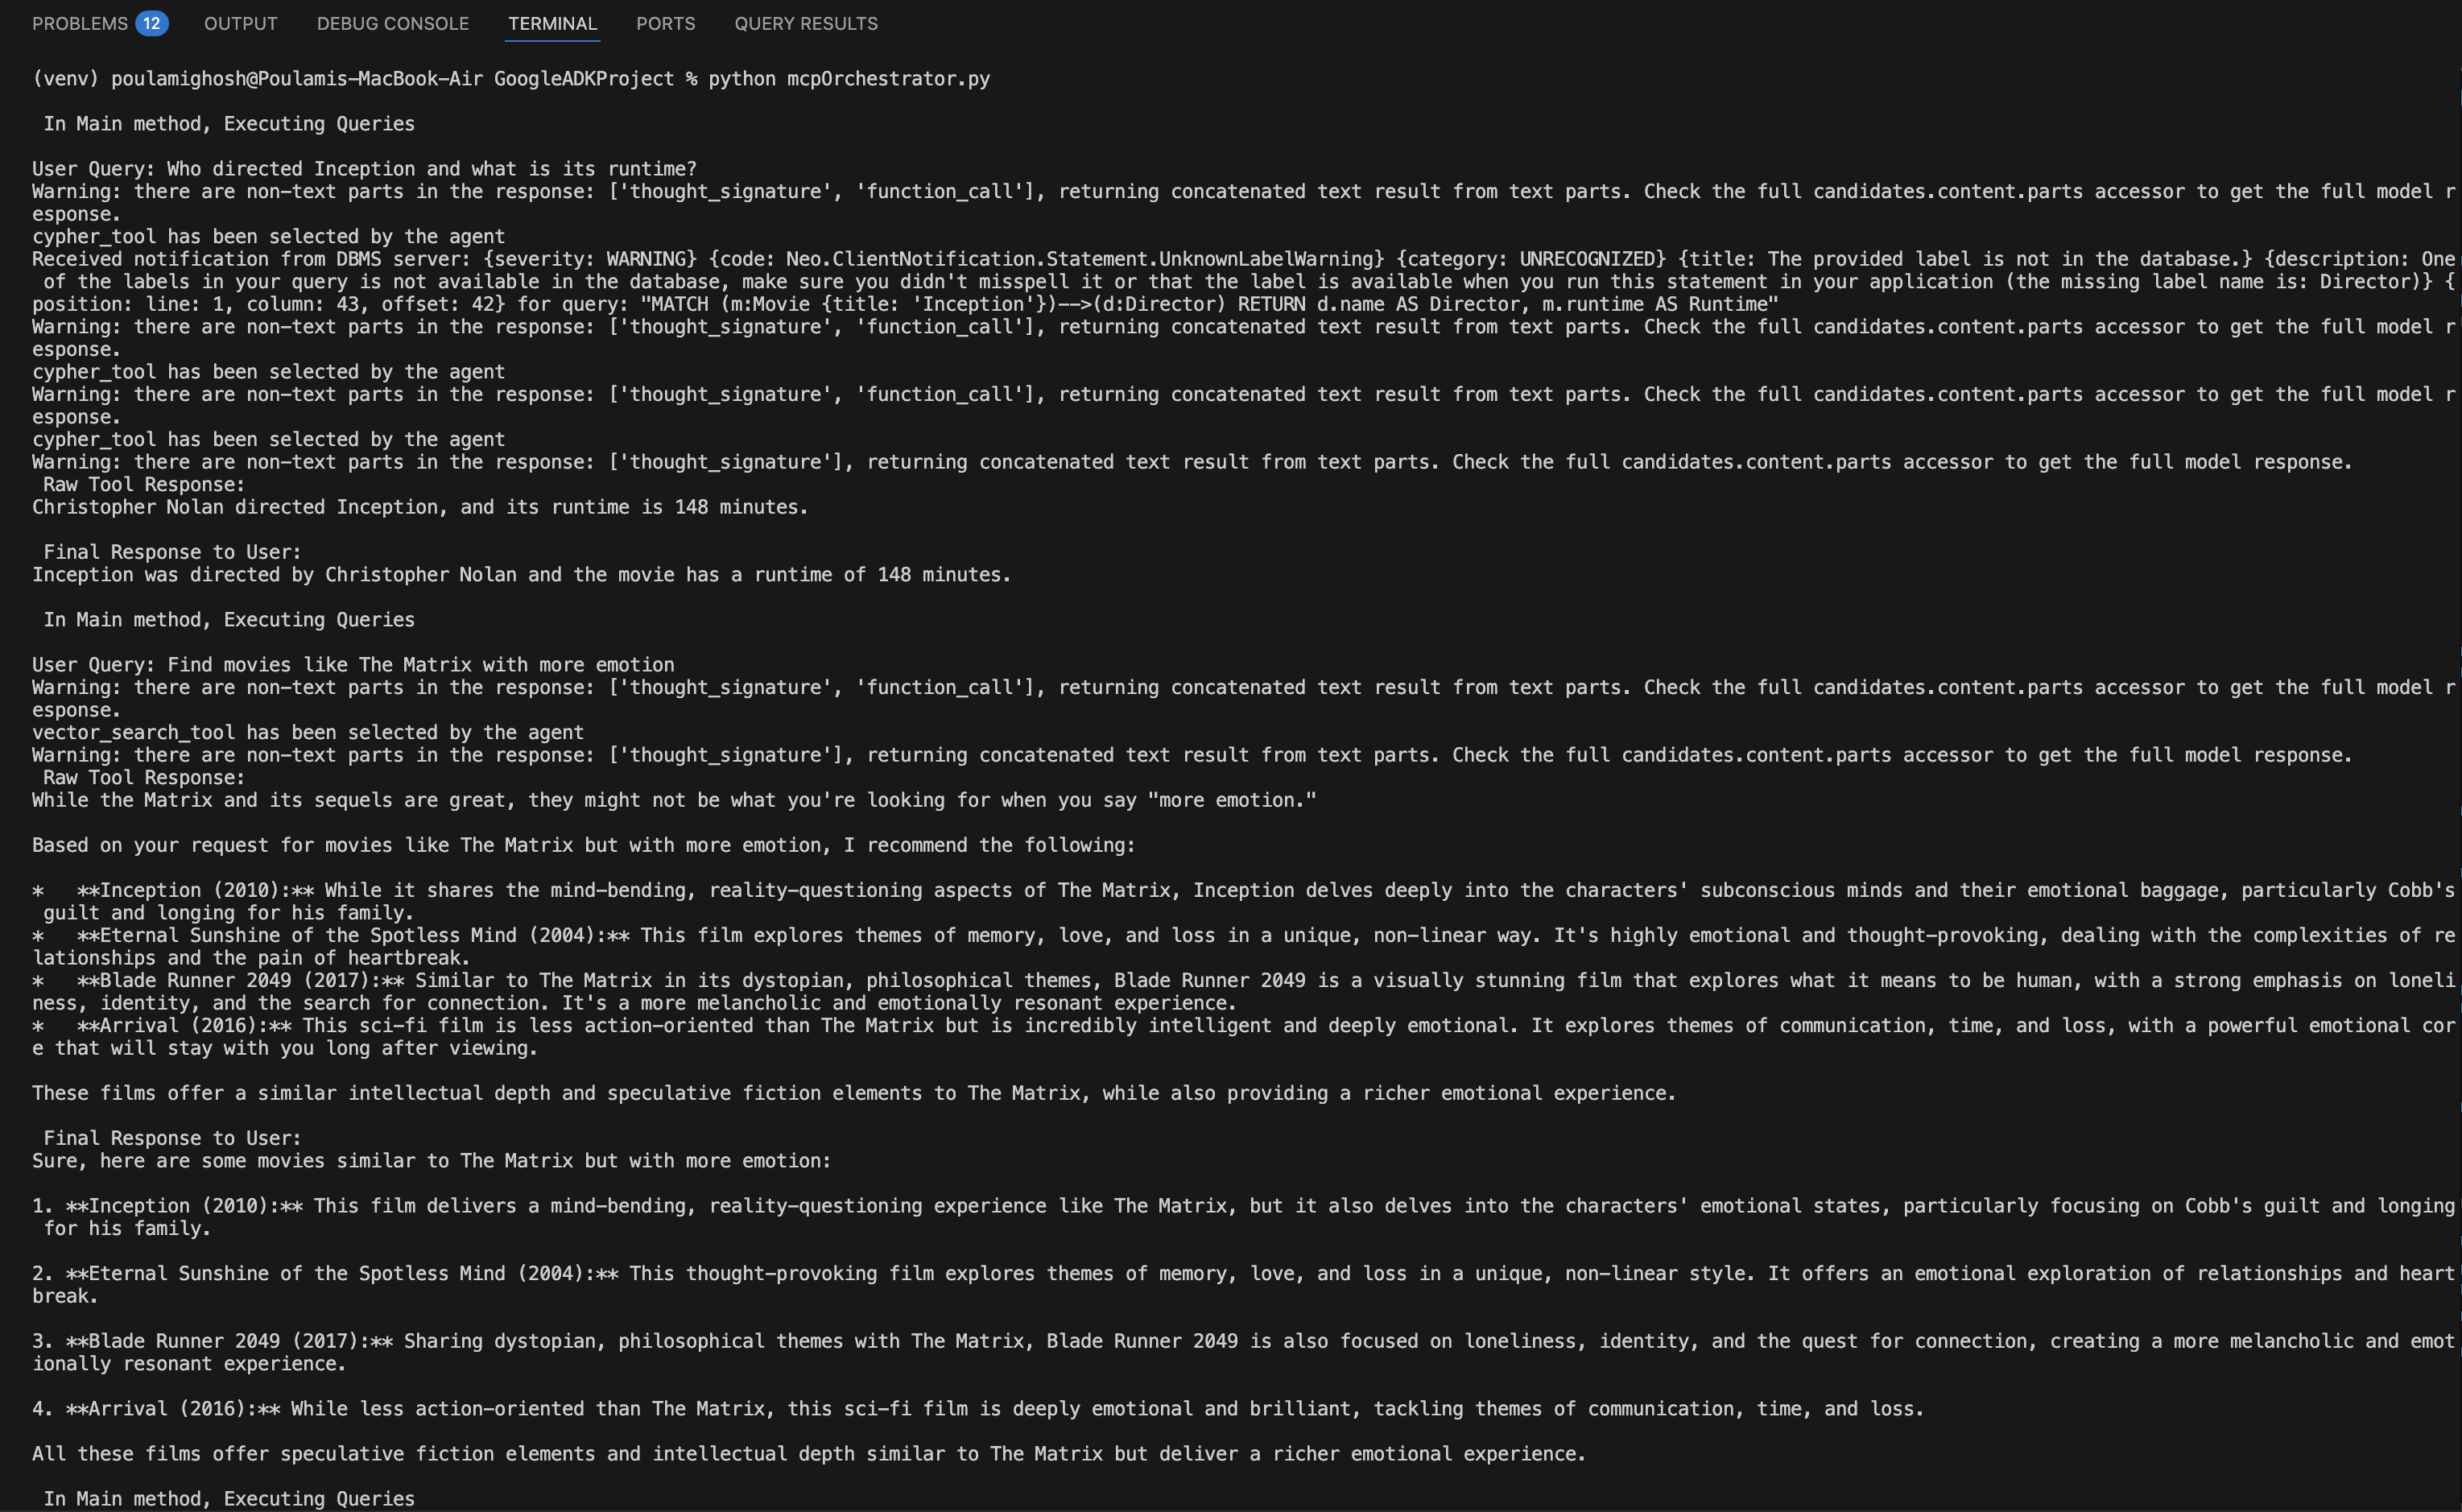 PROBLEMS 12 OUTPUT DEBUG CONSOLE TERMINAL PORTS QUERY RESULTS
(venv) poulamighosh@Poulamis-MacBook-Air GoogleADKProject % python mcpOrchestrator.py
In Main method, Executing Queries
User Query: Who directed Inception and what is its runtime?
Warning: there are non-text parts in the response: ['thought_signature', 'function_call'], returning concatenated text result from text parts. Check the full candidates.content.parts accessor to get the full model r
esponse.
cypher_tool has been selected by the agent
Received notification from DBMS server: {severity: WARNING} {code: Neo.ClientNotification.Statement.UnknownLabelWarning} {category: UNRECOGNIZED} {title: The provided label is not in the database.} {description: One
of the labels in your query is not available in the database, make sure you didn't misspell it or that the label is available when you run this statement in your application (the missing label name is: Director)} {
position: line: 1, column: 43, offset: 42} for query: "MATCH (m:Movie {title: 'Inception'})-->(d:Director) RETURN d.name AS Director, m.runtime AS Runtime"
Warning: there are non-text parts in the response: ['thought_signature', 'function_call'], returning concatenated text result from text parts. Check the full candidates.content.parts accessor to get the full model r
esponse.
cypher_tool has been selected by the agent
Warning: there are non-text parts in the response: ['thought_signature', 'function_call'], returning concatenated text result from text parts. Check the full candidates.content.parts accessor to get the full model r
esponse.
cypher_tool has been selected by the agent
Warning: there are non-text parts in the response: ['thought_signature'], returning concatenated text result from text parts. Check the full candidates.content.parts accessor to get the full model response.
Raw Tool Response:
Christopher Nolan directed Inception, and its runtime is 148 minutes.
Final Response to User:
Inception was directed by Christopher Nolan and the movie has a runtime of 148 minutes.
In Main method, Executing Queries
User Query: Find movies like The Matrix with more emotion
Warning: there are non-text parts in the response: ['thought_signature', 'function_call'], returning concatenated text result from text parts. Check the full candidates.content.parts accessor to get the full model r
esponse.
vector_search_tool has been selected by the agent
Warning: there are non-text parts in the response: ['thought_signature'], returning concatenated text result from text parts. Check the full candidates.content.parts accessor to get the full model response.
Raw Tool Response:
While the Matrix and its sequels are great, they might not be what you're looking for when you say "more emotion."
Based on your request for movies like The Matrix but with more emotion, I recommend the following:
* **Inception (2010):** While it shares the mind-bending, reality-questioning aspects of The Matrix, Inception delves deeply into the characters' subconscious minds and their emotional baggage, particularly Cobb's
guilt and longing for his family.
* **Eternal Sunshine of the Spotless Mind (2004):** This film explores themes of memory, love, and loss in a unique, non-linear way. It's highly emotional and thought-provoking, dealing with the complexities of re
lationships and the pain of heartbreak.
* **Blade Runner 2049 (2017):** Similar to The Matrix in its dystopian, philosophical themes, Blade Runner 2049 is a visually stunning film that explores what it means to be human, with a strong emphasis on loneli
ness, identity, and the search for connection. It's a more melancholic and emotionally resonant experience.
* **Arrival (2016):** This sci-fi film is less action-oriented than The Matrix but is incredibly intelligent and deeply emotional. It explores themes of communication, time, and loss, with a powerful emotional cor
e that will stay with you long after viewing.
These films offer a similar intellectual depth and speculative fiction elements to The Matrix, while also providing a richer emotional experience.
Final Response to User:
Sure, here are some movies similar to The Matrix but with more emotion:
1. **Inception (2010):** This film delivers a mind-bending, reality-questioning experience like The Matrix, but it also delves into the characters' emotional states, particularly focusing on Cobb's guilt and longing
for his family.
2. **Eternal Sunshine of the Spotless Mind (2004):** This thought-provoking film explores themes of memory, love, and loss in a unique, non-linear style. It offers an emotional exploration of relationships and heart
break.
3. **Blade Runner 2049 (2017):** Sharing dystopian, philosophical themes with The Matrix, Blade Runner 2049 is also focused on loneliness, identity, and the quest for connection, creating a more melancholic and emot
ionally resonant experience.
4. **Arrival (2016):** While less action-oriented than The Matrix, this sci-fi film is deeply emotional and brilliant, tackling themes of communication, time, and loss.
All these films offer speculative fiction elements and intellectual depth similar to The Matrix but deliver a richer emotional experience.
In Main method, Executing Queries